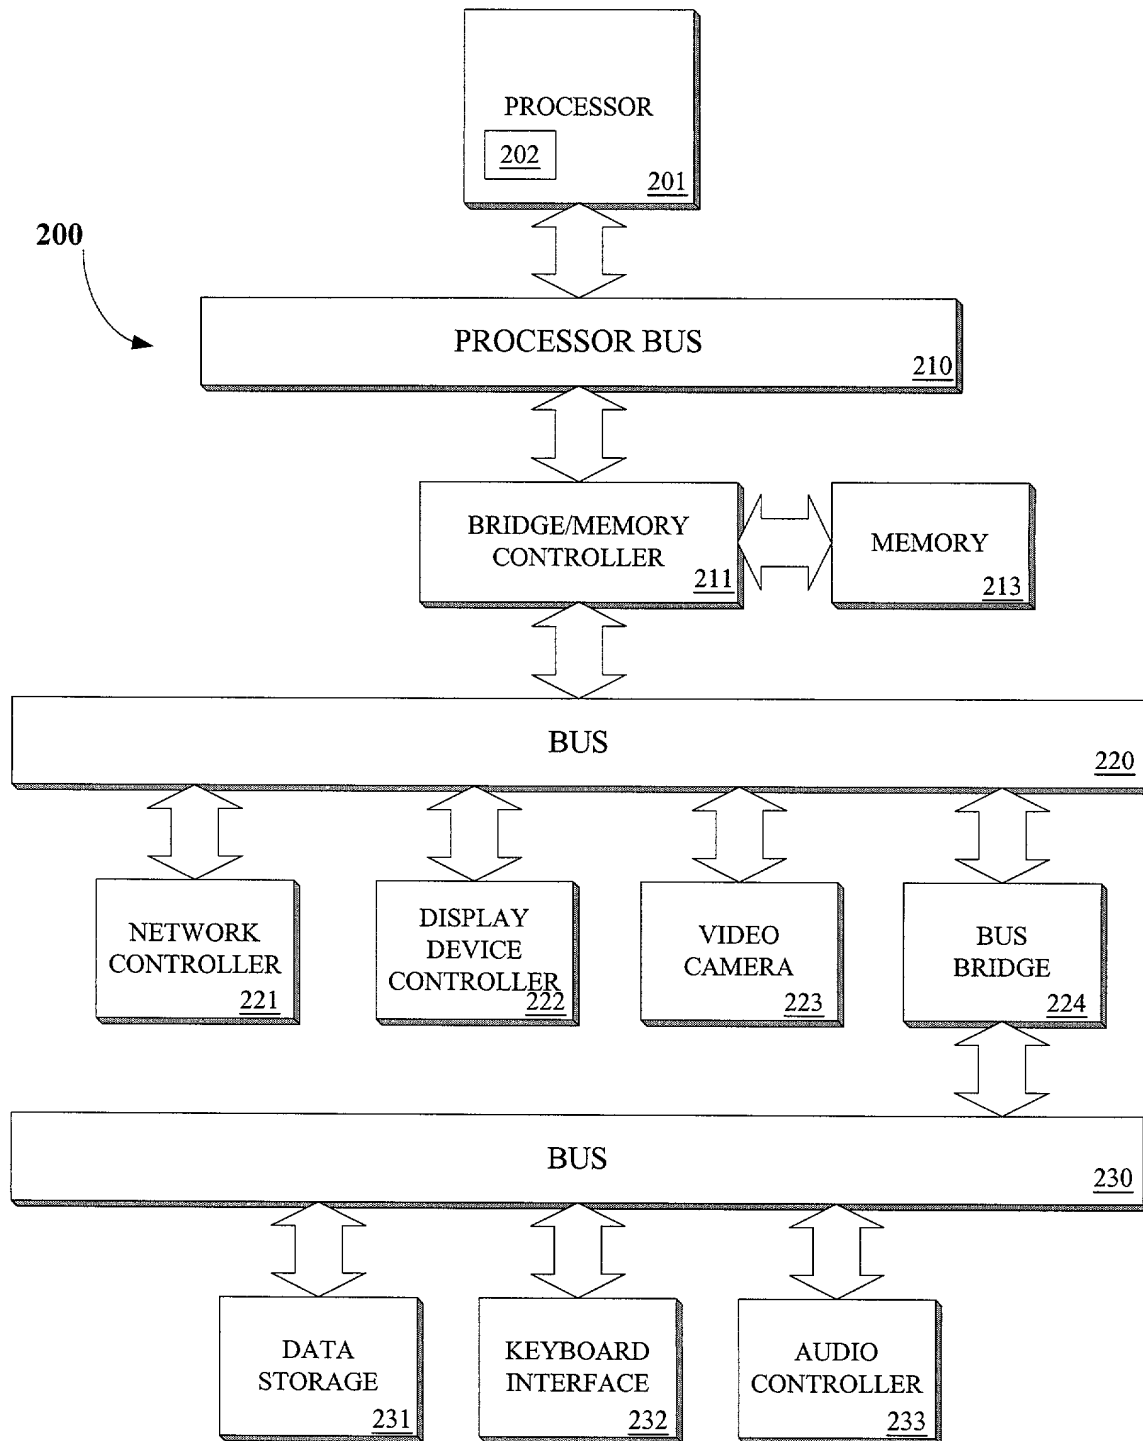 PROCESSOR
202
201
200
PROCESSOR BUS
210
BRIDGE/MEMORY
CONTROLLER
211
MEMORY
213
BUS
220
NETWORK
CONTROLLER
221
DISPLAY
DEVICE
CONTROLLER
222
VIDEO
CAMERA
223
BUS
BRIDGE
224
BUS
230
DATA
STORAGE
231
KEYBOARD
INTERFACE
232
AUDIO
CONTROLLER
233